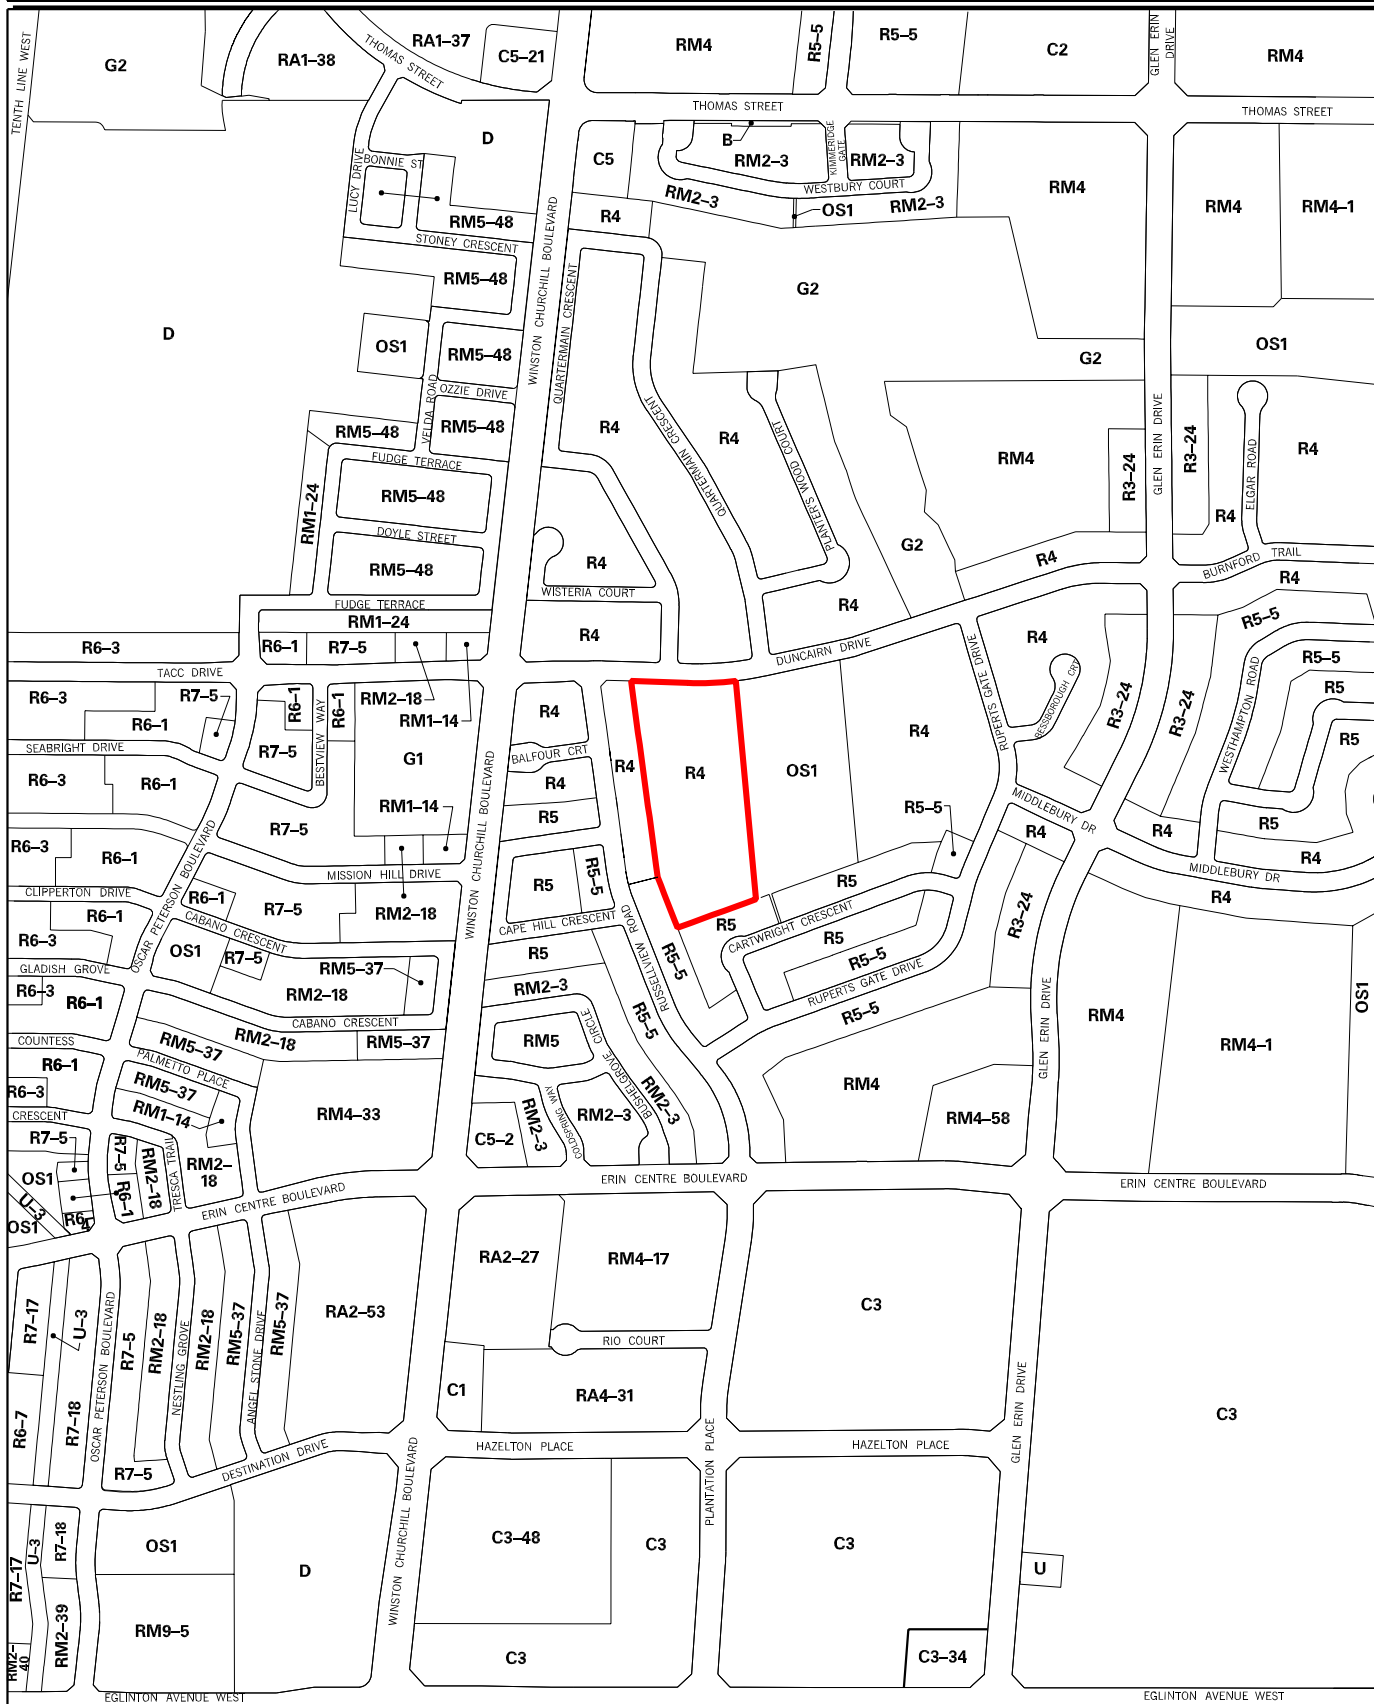 TENTH LINE WEST
G2
RA1–38
THOMAS STREET
RA1–37
C5–21
RM4
R5–5
R5–5
C2
GLEN ERIN DRIVE
RM4
THOMAS STREET
THOMAS STREET
D
C5
B
RM2–3
KIMMERIDGE GATE
RM2–3
WESTBURY COURT
RM2–3
OS1
RM2–3
RM4
RM4
RM4–1
LUCY DRIVE
BONNIE ST
RM5–48
STONEY CRESCENT
RM5–48
R4
WINSTON CHURCHILL BOULEVARD
QUARTERMAIN CRESCENT
G2
D
OS1
RM5–48
VELDA ROAD
OZZIE DRIVE
RM5–48
G2
OS1
RM5–48
FUDGE TERRACE
RM1–24
RM5–48
DOYLE STREET
RM5–48
FUDGE TERRACE
RM1–24
R4
QUARTERMAIN CRESCENT
R4
PLANTER'S WOOD COURT
RM4
R3–24
GLEN ERIN DRIVE
R3–24
ELGAR ROAD
R4
R4
G2
R4
WISTERIA COURT
R4
R4
R4
BURNFORD TRAIL
R4
R6–3
R6–1
R7–5
TACC DRIVE
DUNCAIRN DRIVE
R4
RUPERTS GATE DRIVE
BESSBOROUGH CRT
R5–5
R5–5
R5
R5
WESTHAMPTON ROAD
R3–24
R3–24
R6–3
R6–1
R7–5
R6–1
R6–1
BESTVIEW WAY
RM2–18
RM1–14
SEABRIGHT DRIVE
R7–5
G1
R4
BALFOUR CRT
R4
R5
R4
R4
OS1
R4
R6–3
R6–1
RM1–14
R7–5
WINSTON CHURCHILL BOULEVARD
R5–5
MIDDLEBURY DR
R4
R4
R5
R4
MIDDLEBURY DR
R4
R6–3
R6–1
OSCAR PETERSON BOULEVARD
MISSION HILL DRIVE
CLIPPERTON DRIVE
R6–1
R7–5
RM2–18
R5
R5–5
R5
R3–24
R6–1
R6–3
CABANO CRESCENT
CAPE HILL CRESCENT
RUSSELLVIEW ROAD
R5
CARTWRIGHT CRESCENT
R5
R5–5
RUPERTS GATE DRIVE
OS1
R7–5
RM5–37
R5
R5–5
GLADISH GROVE
R6–3
R6–1
RM2–18
CABANO CRESCENT
RM2–3
R5–5
R5–5
GLEN ERIN DRIVE
RM4
RM4–1
OS1
COUNTESS
RM5–37
RM2–18
RM5–37
RM5
BUSHELGROVE CIRCLE
R6–1
PALMETTO PLACE
R6–3
RM5–37
RM1–14
CRESCENT
RM4–33
C5–2
RM2–3
COLDSPRING WAY
RM2–3
RM2–3
RM4
RM4–58
R7–5
R7–5
RM2–18
TRESCA TRAIL
RM2–
18
OS1
U–3
R6–1
R6–
4
OS1
ERIN CENTRE BOULEVARD
ERIN CENTRE BOULEVARD
ERIN CENTRE BOULEVARD
R7–17
U–3
OSCAR PETERSON BOULEVARD
R7–5
RM2–18
NESTLING GROVE
RM2–18
RM5–37
ANGEL STONE DRIVE
RM5–37
RA2–53
RA2–27
RM4–17
C3
RIO COURT
C1
RA4–31
GLEN ERIN DRIVE
C3
R6–7
R7–18
R7–5
DESTINATION DRIVE
WINSTON CHURCHILL BOULEVARD
HAZELTON PLACE
PLANTATION PLACE
HAZELTON PLACE
R7–17
U–3
R7–18
OS1
D
C3–48
C3
C3
U
RM2–39
RM2–
40
RM9–5
C3
C3–34
EGLINTON AVENUE WEST
EGLINTON AVENUE WEST